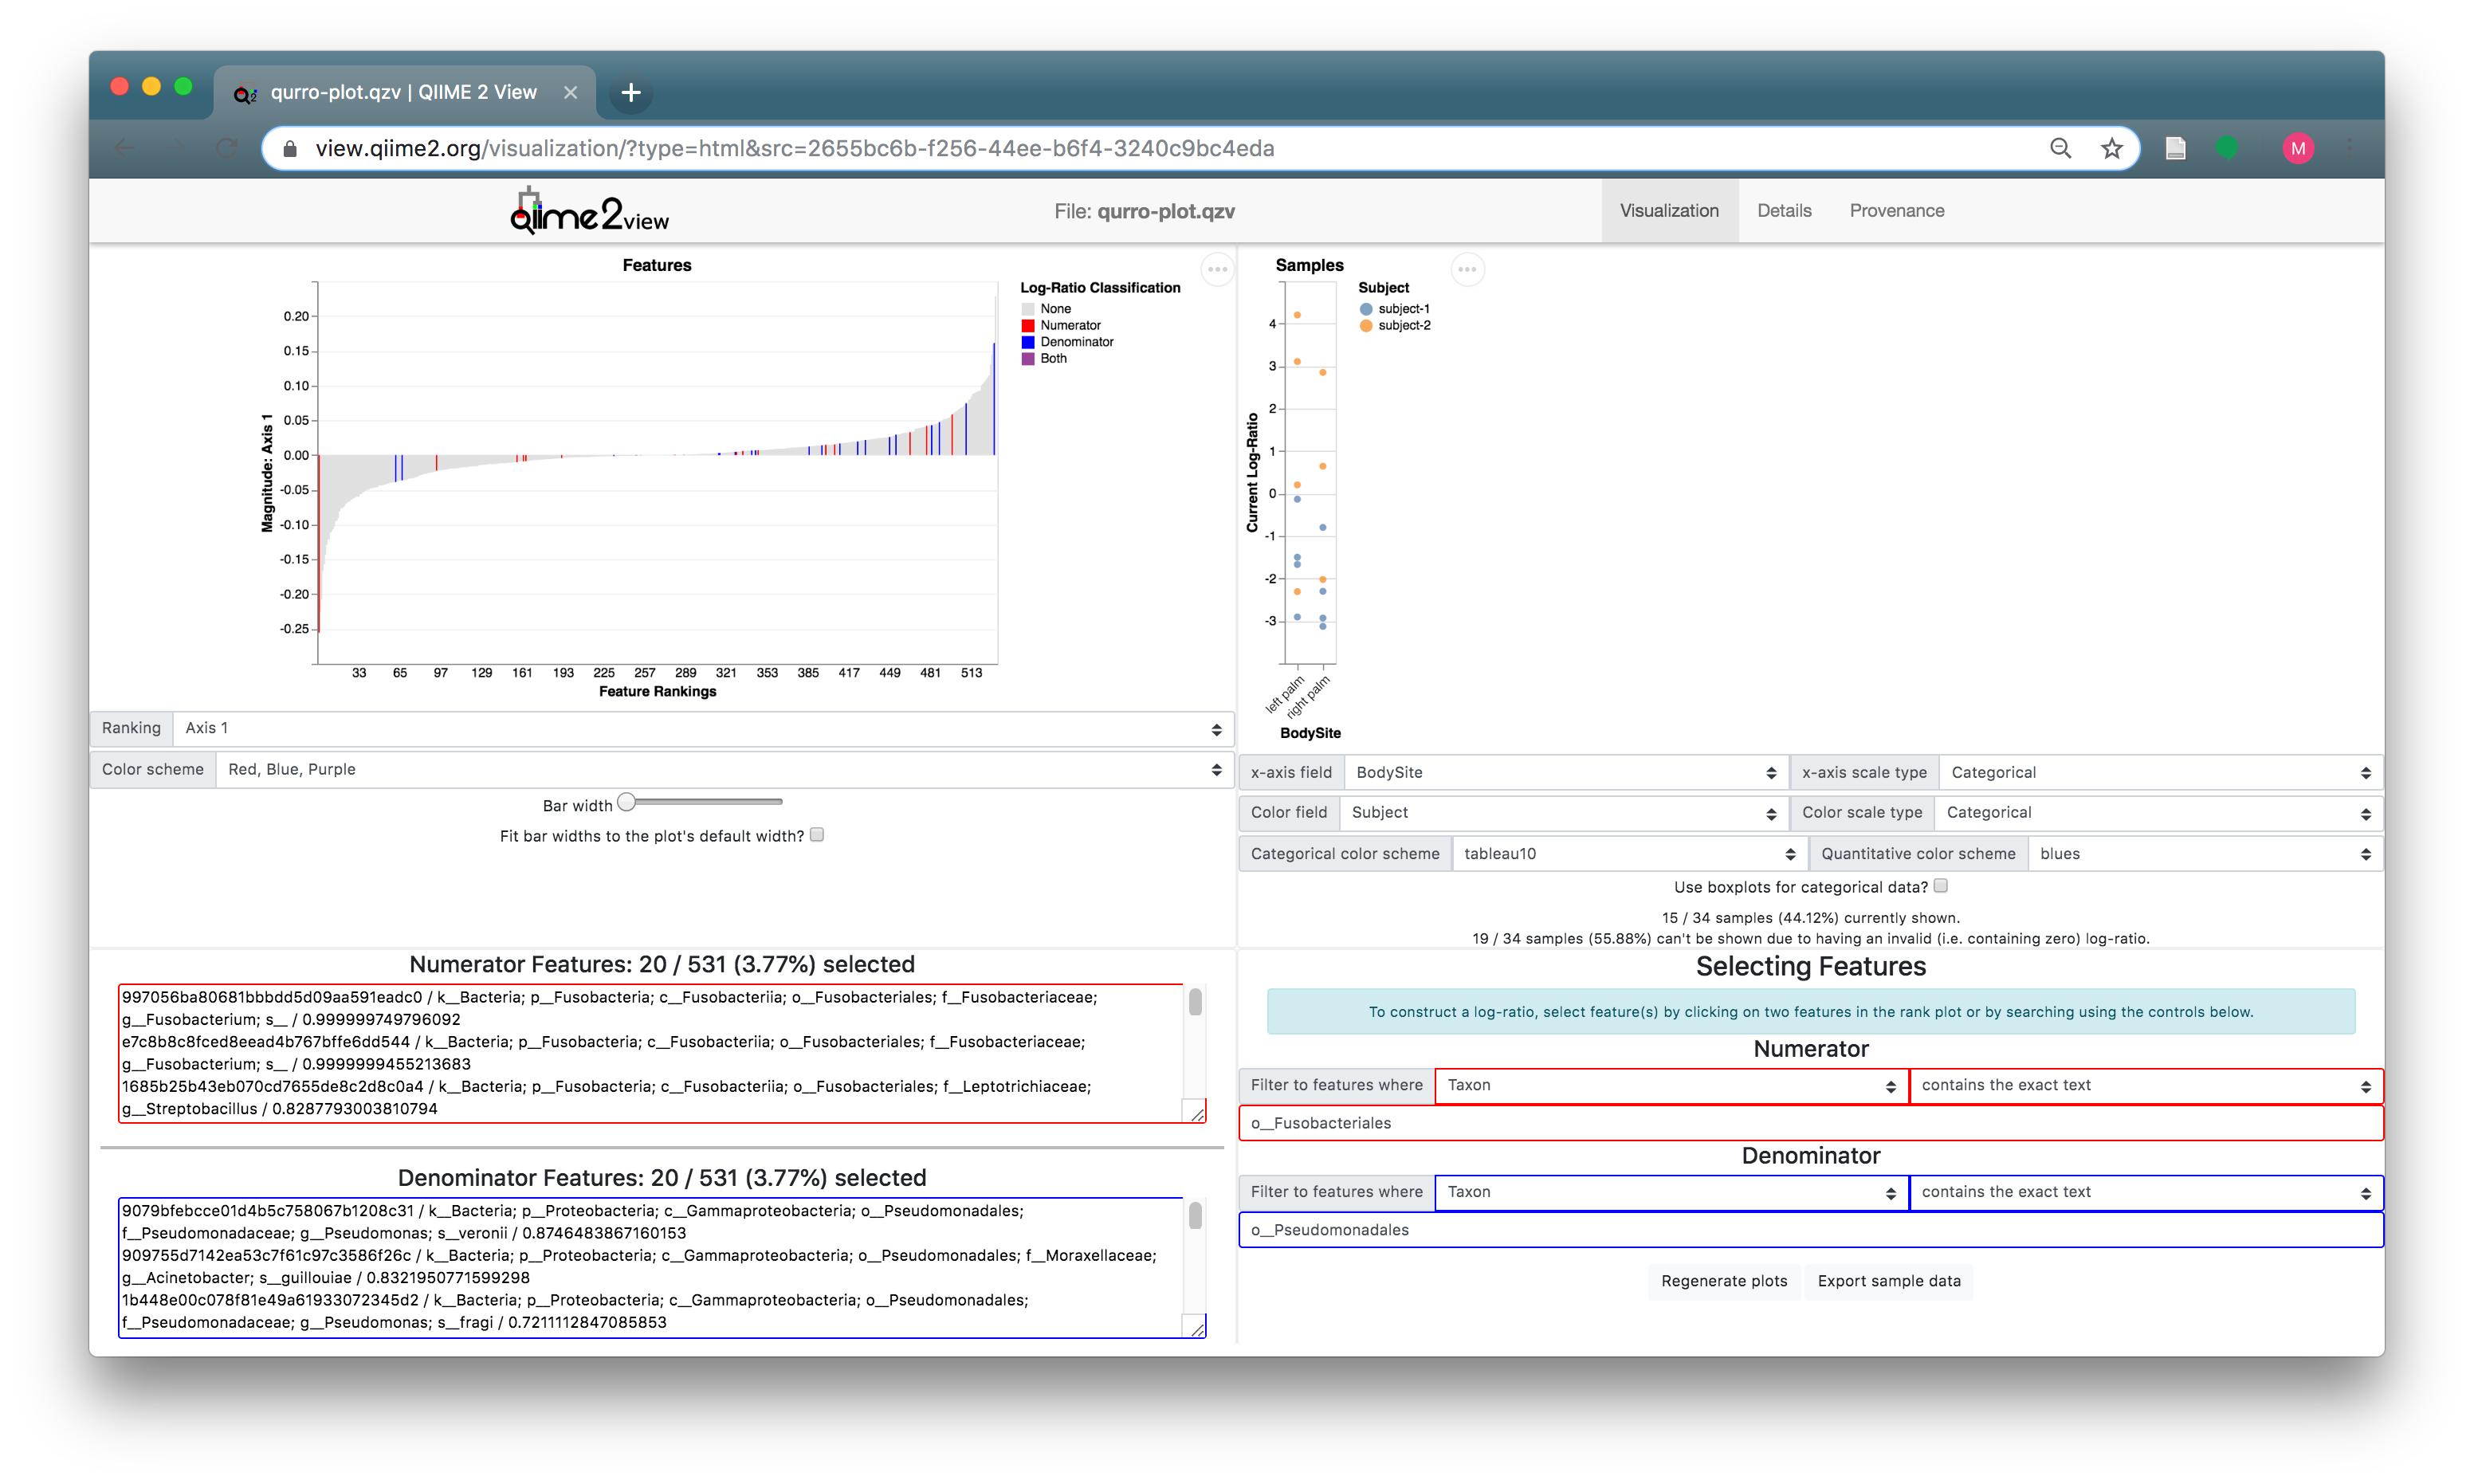 qurro-plot.qzv | QIIME 2 View
view.qiime2.org/visualization/?type=html&src=2655bc6b-f256-44ee-b6f4-3240c9bc4eda
M
qiime2view
File: qurro-plot.qzv
Visualization
Details
Provenance
Features
0.20
0.15
0.10
0.05
0.00
-0.05
-0.10
-0.15
-0.20
-0.25
Magnitude: Axis 1
33 65 97 129 161 193 225 257 289 321 353 385 417 449 481 513
Feature Rankings
Log-Ratio Classification
None
Numerator
Denominator
Both
Samples
4
3
2
1
0
-1
-2
-3
Current Log-Ratio
left palm
right palm
BodySite
Subject
subject-1
subject-2
Ranking Axis 1
Color scheme Red, Blue, Purple
Bar width
Fit bar widths to the plot's default width?
x-axis field BodySite x-axis scale type Categorical
Color field Subject Color scale type Categorical
Categorical color scheme tableau10 Quantitative color scheme blues
Use boxplots for categorical data?
15 / 34 samples (44.12%) currently shown.
19 / 34 samples (55.88%) can't be shown due to having an invalid (i.e. containing zero) log-ratio.
Numerator Features: 20 / 531 (3.77%) selected
997056ba80681bbbdd5d09aa591eadc0 / k__Bacteria; p__Fusobacteria; c__Fusobacteriia; o__Fusobacteriales; f__Fusobacteriaceae;
g__Fusobacterium; s__ / 0.999999749796092
e7c8b8c8fced8eead4b767bffe6dd544 / k__Bacteria; p__Fusobacteria; c__Fusobacteriia; o__Fusobacteriales; f__Fusobacteriaceae;
g__Fusobacterium; s__ / 0.9999999455213683
1685b25b43eb070cd7655de8c2d8c0a4 / k__Bacteria; p__Fusobacteria; c__Fusobacteriia; o__Fusobacteriales; f__Leptotrichiaceae;
g__Streptobacillus / 0.8287793003810794
Denominator Features: 20 / 531 (3.77%) selected
9079bfebcce01d4b5c758067b1208c31 / k__Bacteria; p__Proteobacteria; c__Gammaproteobacteria; o__Pseudomonadales;
f__Pseudomonadaceae; g__Pseudomonas; s__veronii / 0.8746483867160153
909755d7142ea53c7f61c97c3586f26c / k__Bacteria; p__Proteobacteria; c__Gammaproteobacteria; o__Pseudomonadales; f__Moraxellaceae;
g__Acinetobacter; s__guillouiae / 0.8321950771599298
1b448e00c078f81e49a61933072345d2 / k__Bacteria; p__Proteobacteria; c__Gammaproteobacteria; o__Pseudomonadales;
f__Pseudomonadaceae; g__Pseudomonas; s__fragi / 0.7211112847085853
Selecting Features
To construct a log-ratio, select feature(s) by clicking on two features in the rank plot or by searching using the controls below.
Numerator
Filter to features where Taxon contains the exact text
o__Fusobacteriales
Denominator
Filter to features where Taxon contains the exact text
o__Pseudomonadales
Regenerate plots Export sample data